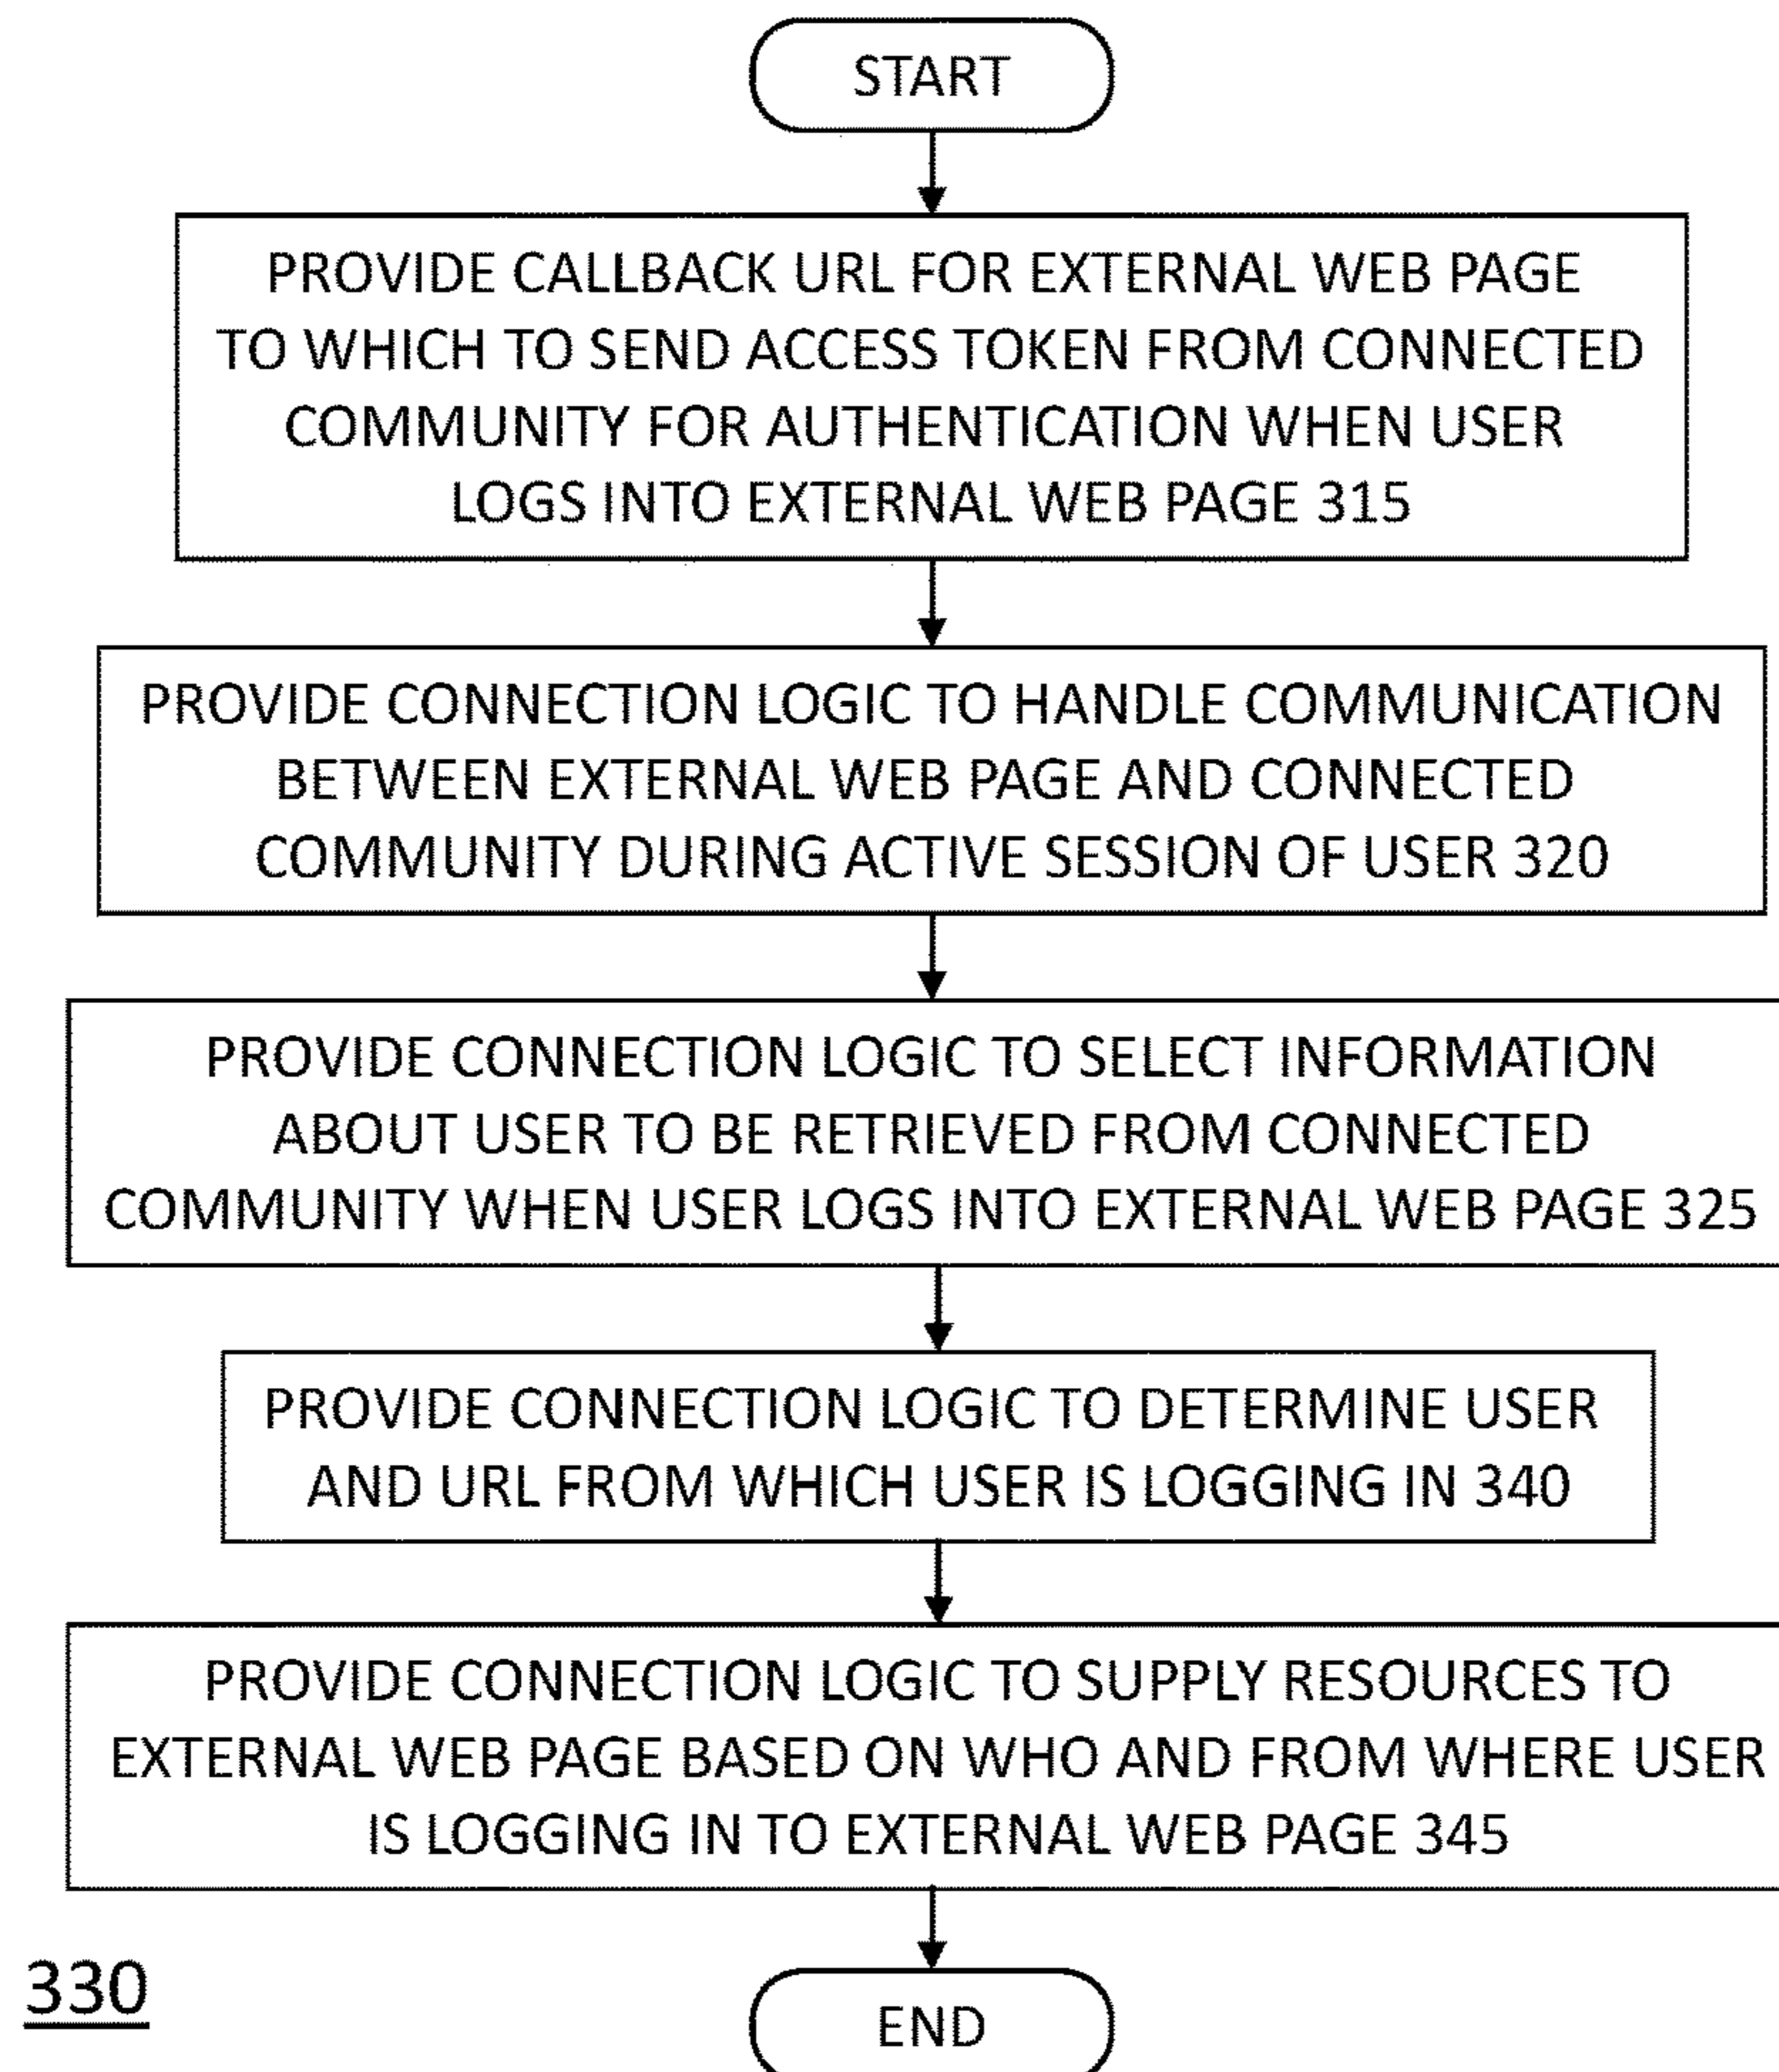 START
PROVIDE CALLBACK URL FOR EXTERNAL WEB PAGE
TO WHICH TO SEND ACCESS TOKEN FROM CONNECTED
COMMUNITY FOR AUTHENTICATION WHEN USER
LOGS INTO EXTERNAL WEB PAGE 315
PROVIDE CONNECTION LOGIC TO HANDLE COMMUNICATION
BETWEEN EXTERNAL WEB PAGE AND CONNECTED
COMMUNITY DURING ACTIVE SESSION OF USER 320
PROVIDE CONNECTION LOGIC TO SELECT INFORMATION
ABOUT USER TO BE RETRIEVED FROM CONNECTED
COMMUNITY WHEN USER LOGS INTO EXTERNAL WEB PAGE 325
PROVIDE CONNECTION LOGIC TO DETERMINE USER
AND URL FROM WHICH USER IS LOGGING IN 340
PROVIDE CONNECTION LOGIC TO SUPPLY RESOURCES TO
EXTERNAL WEB PAGE BASED ON WHO AND FROM WHERE USER
IS LOGGING IN TO EXTERNAL WEB PAGE 345
330
END